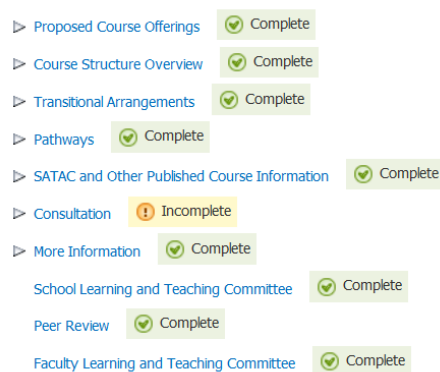 Proposed Course Offerings Complete
Course Structure Overview Complete
Transitional Arrangements Complete
Pathways Complete
SATAC and Other Published Course Information Complete
Consultation Incomplete
More Information Complete
School Learning and Teaching Committee Complete
Peer Review Complete
Faculty Learning and Teaching Committee Complete